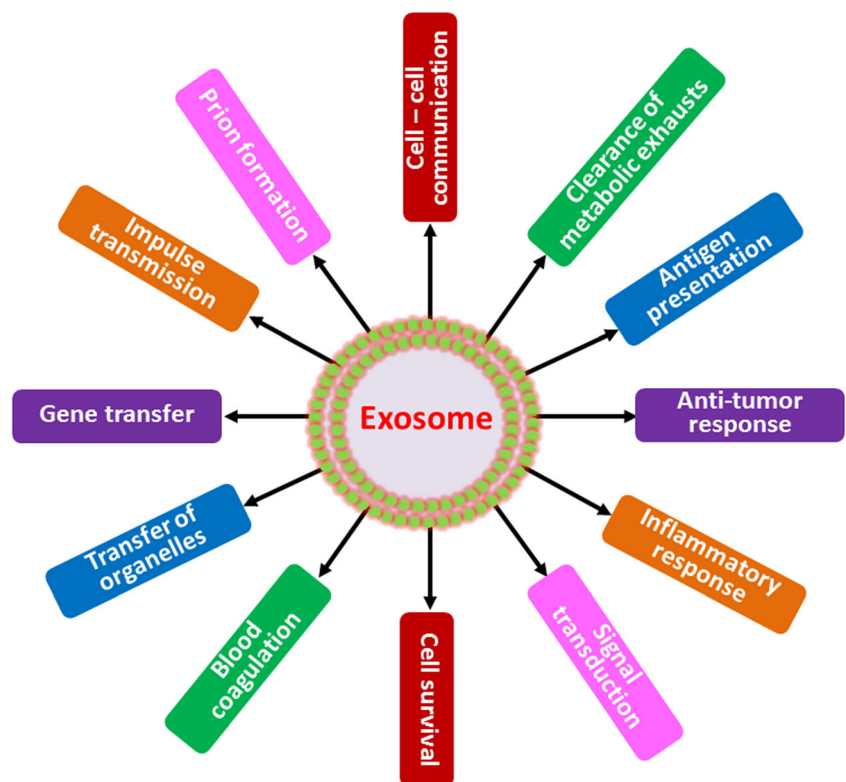 Cell – cell
communication
Clearance of
metabolic exhausts
Antigen
presentation
Anti-tumor
response
Inflammatory
response
Signal
transduction
Cell survival
Blood
coagulation
Transfer of
organelles
Gene transfer
Impulse
transmission
Prion formation
Exosome